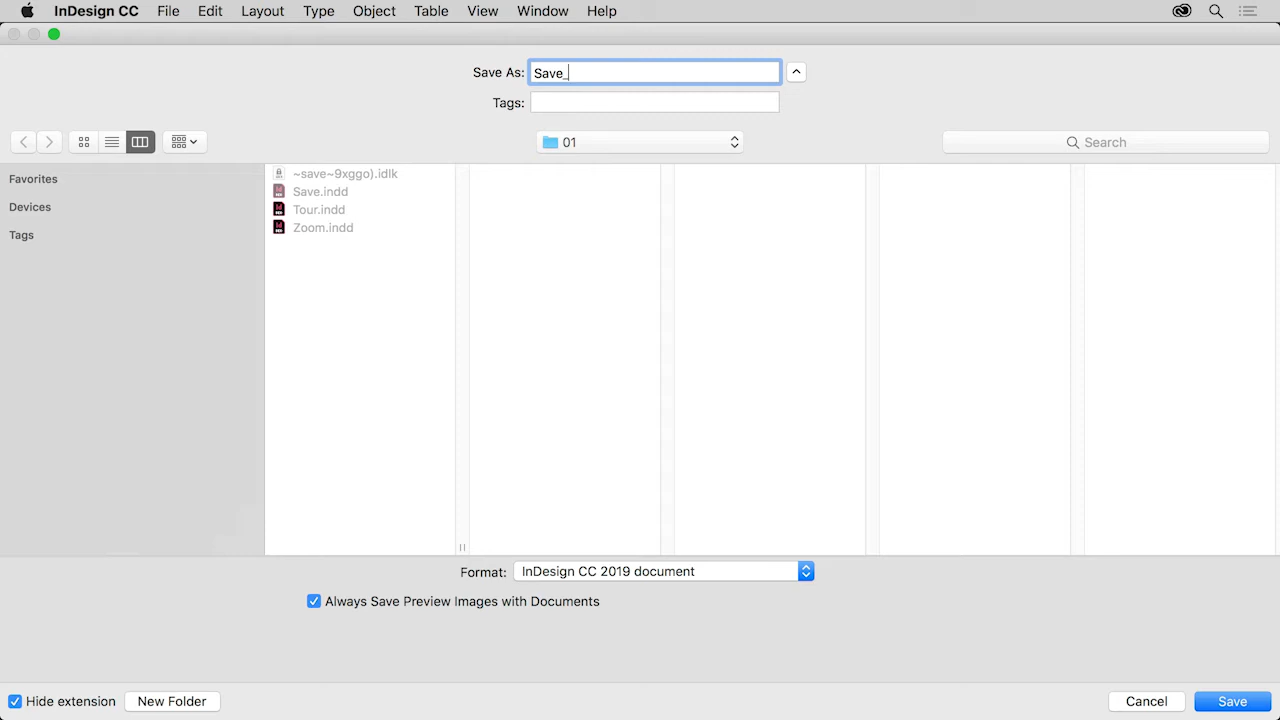 InDesign CC File Edit Layout Type Object Table View Window Help
Save As: Save_
Tags:
01
Search
Favorites
Devices
Tags
~save~9xggo).idlk
Save.indd
Tour.indd
Zoom.indd
Format: InDesign CC 2019 document
Always Save Preview Images with Documents
Hide extension New Folder Cancel Save